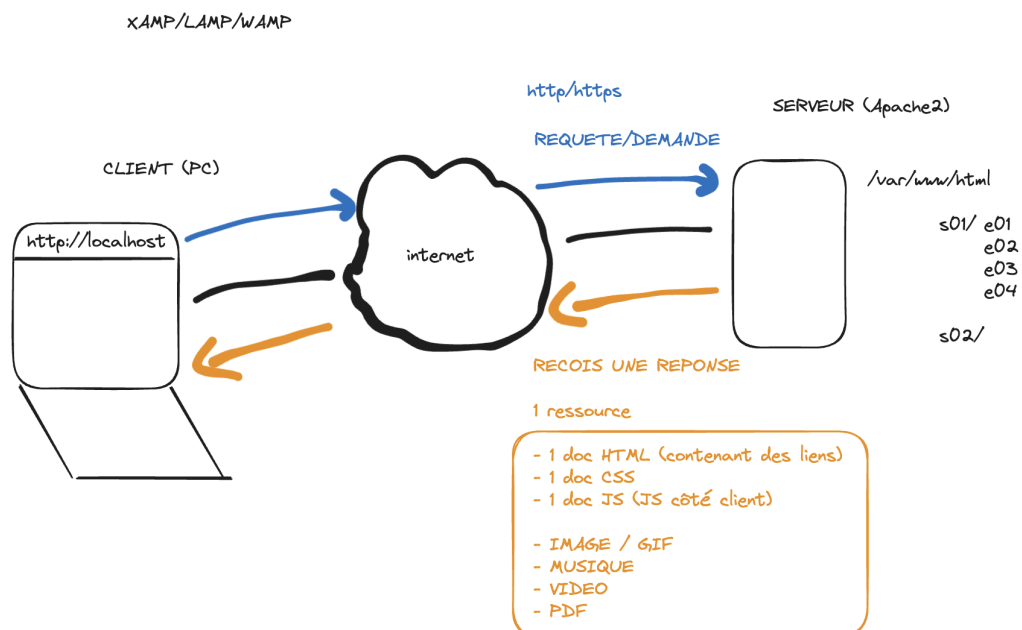 XAMP/LAMP/WAMP
http/https
SERVEUR (Apache2)
REQUETE/DEMANDE
CLIENT (PC)
/var/www/html
http://localhost
internet
s01/ e01
e02
e03
e04
s02/
RECOIS UNE REPONSE
1 ressource
- 1 doc HTML (contenant des liens)
- 1 doc CSS
- 1 doc JS (JS côté client)
- IMAGE / GIF
- MUSIQUE
- VIDEO
- PDF